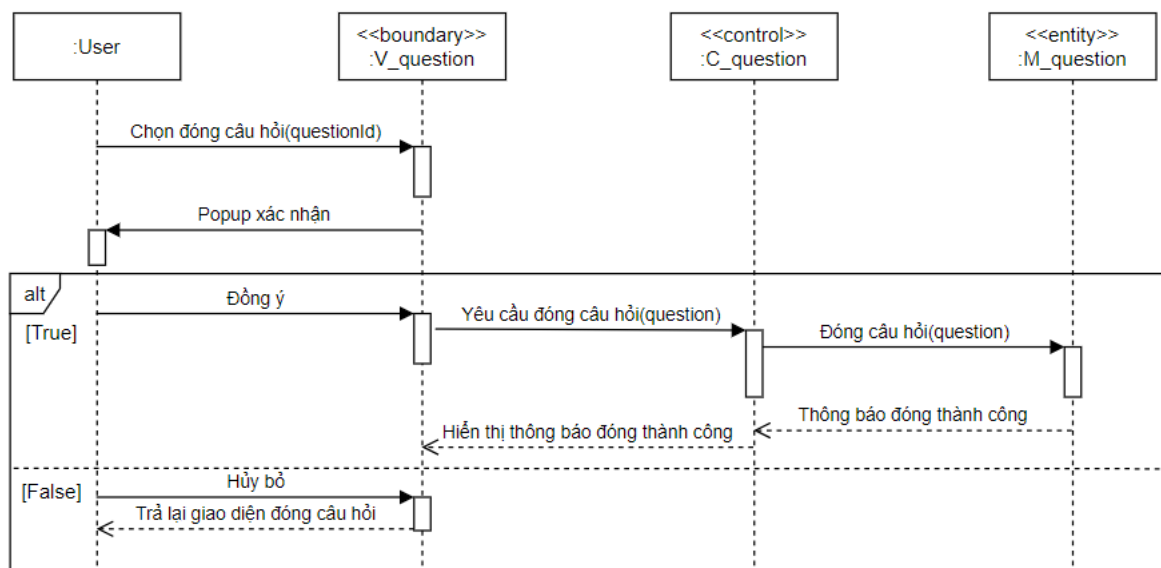 :User
<<boundary>>
:V_question
<<control>>
:C_question
<<entity>>
:M_question
Chọn đóng câu hỏi(questionId)
Popup xác nhận
alt
[True]
Đồng ý
Yêu cầu đóng câu hỏi(question)
Đóng câu hỏi(question)
Thông báo đóng thành công
Hiển thị thông báo đóng thành công
[False]
Hủy bỏ
Trả lại giao diện đóng câu hỏi